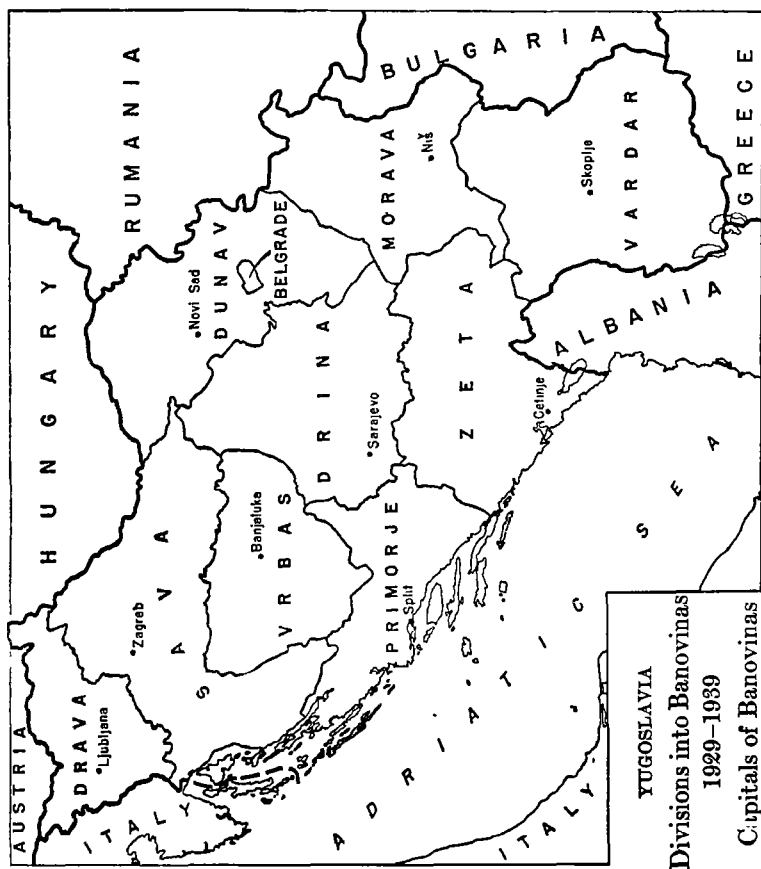 AUSTRIA
HUNGARY
RUMANIA
DRAVA
Ljubljana
Zagreb
SAVA
Novi Sad
DUNAV
BELGRADE
ITALY
Banjaluka
VRBAS
DRINA
Sarajevo
MORAVA
Niš
BULGARIA
PRIMORJE
Split
ZETA
Cetinje
Skoplje
VARDAR
ADRIATIC SEA
ALBANIA
GREECE
ITALY
YUGOSLAVIA
Divisions into Banovinas
1929–1939
Capitals of Banovinas